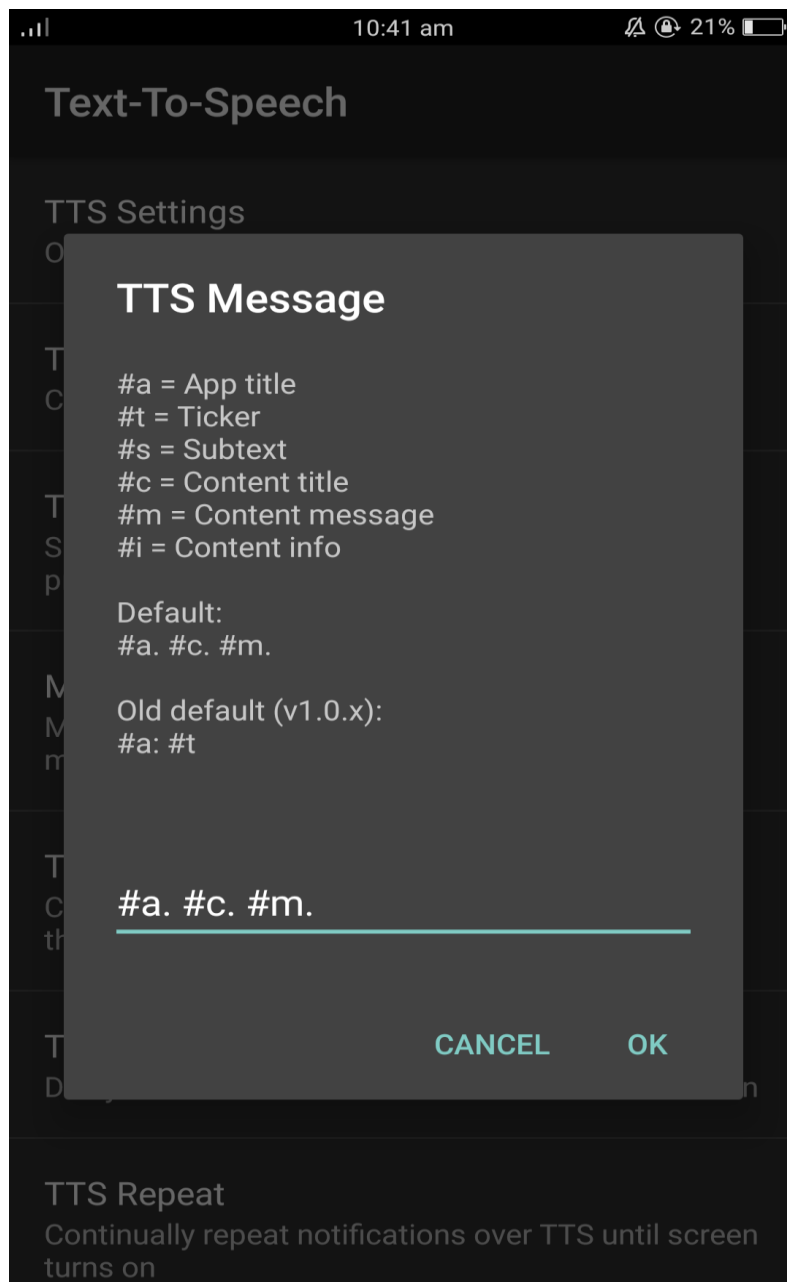 10:41 am
21%
Text-To-Speech
TTS Settings
TTS Message
#a = App title
#t = Ticker
#s = Subtext
#c = Content title
#m = Content message
#i = Content info
Default:
#a. #c. #m.
Old default (v1.0.x):
#a: #t
#a. #c. #m.
CANCEL OK
TTS Repeat
Continually repeat notifications over TTS until screen
turns on